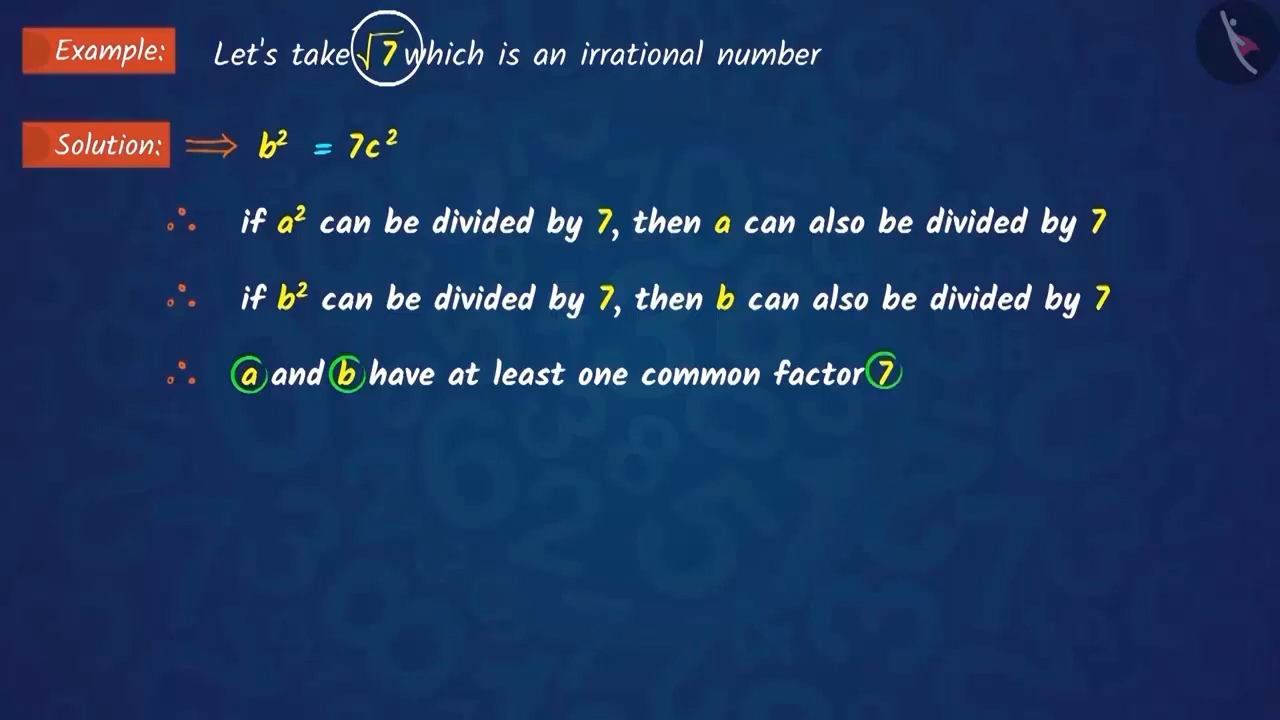 Example: Let's take √7 which is an irrational number
Solution: ⟹ b² = 7c²
∴ if a² can be divided by 7, then a can also be divided by 7
∴ if b² can be divided by 7, then b can also be divided by 7
∴ a and b have at least one common factor 7